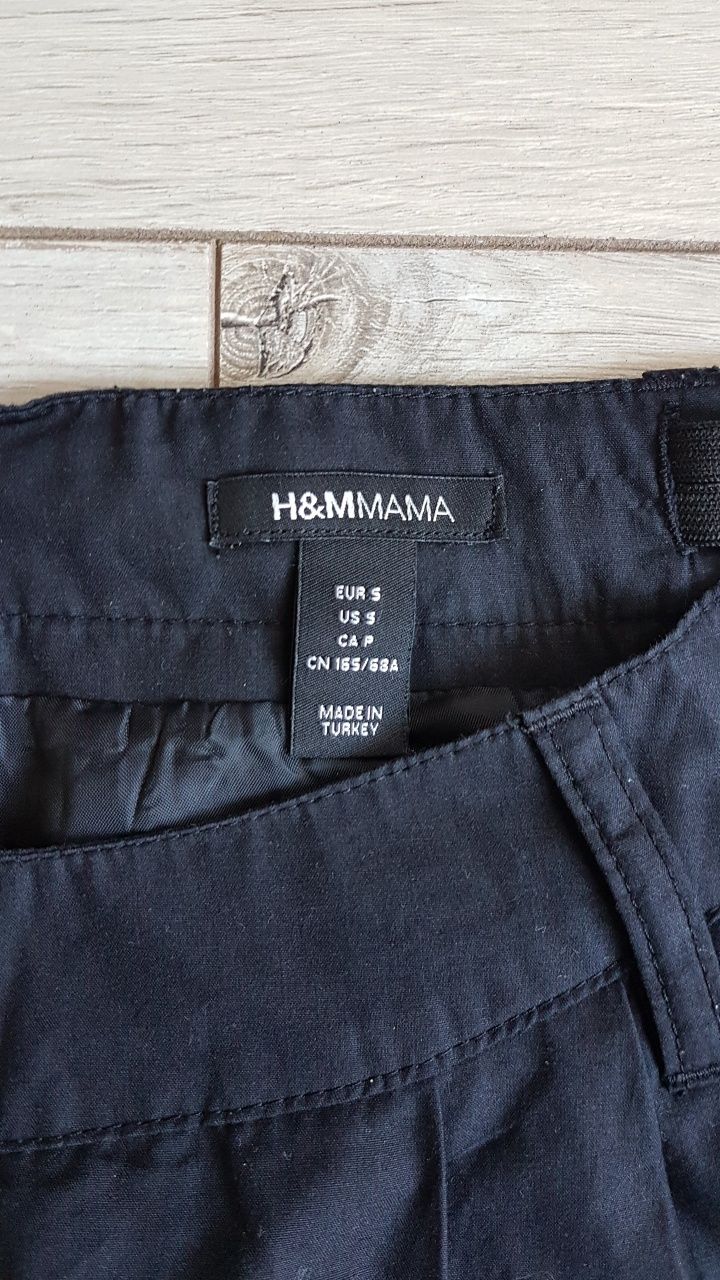 H&MMAMA
EUR S
US S
CA P
CN 165/68A
MADE IN
TURKEY